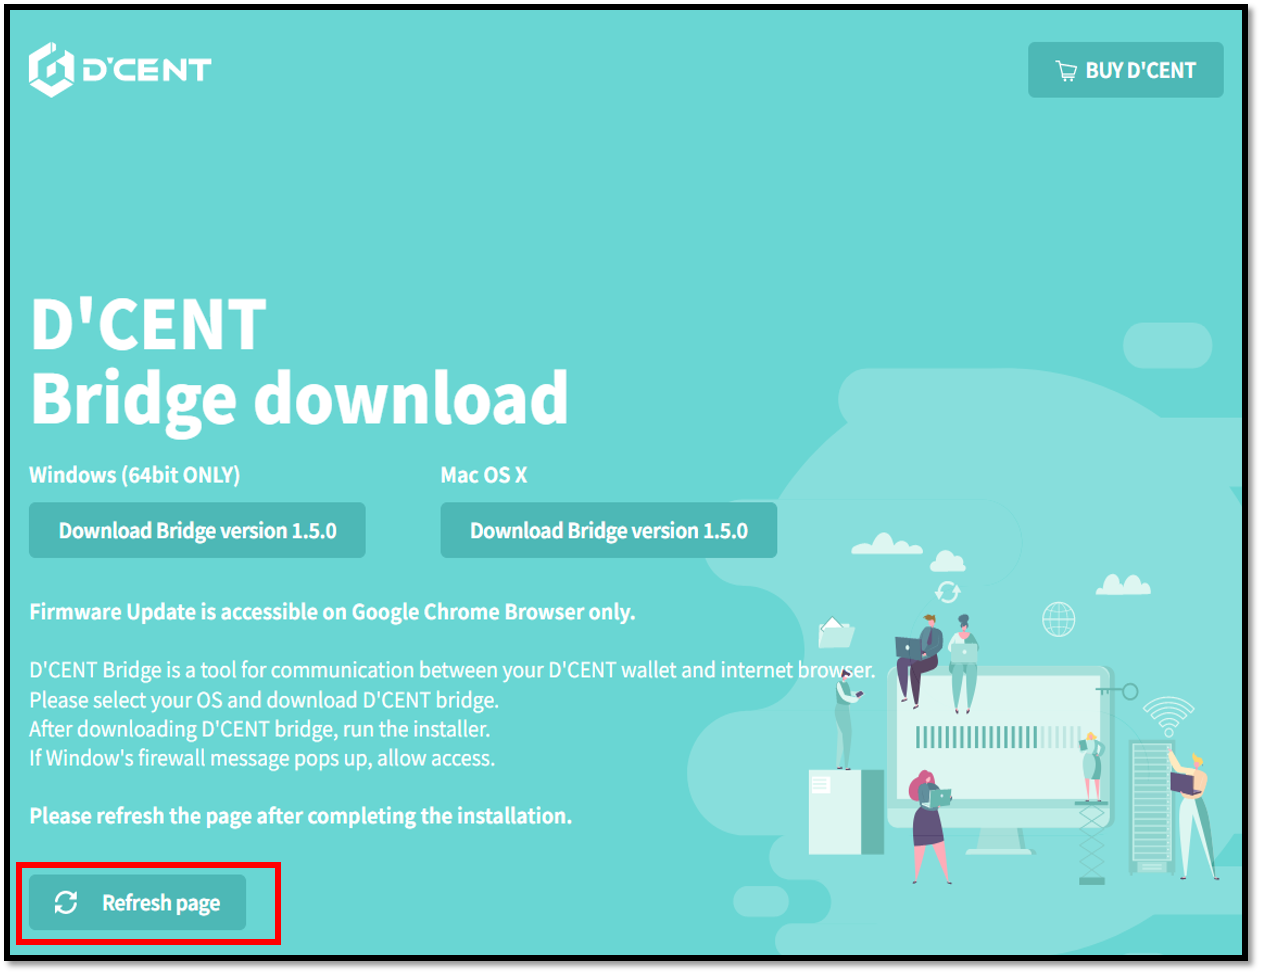 D'CENT
BUY D'CENT
D'CENT
Bridge download
Windows (64bit ONLY)
Download Bridge version 1.5.0
Mac OS X
Download Bridge version 1.5.0
Firmware Update is accessible on Google Chrome Browser only.
D'CENT Bridge is a tool for communication between your D'CENT wallet and internet browser.
Please select your OS and download D'CENT bridge.
After downloading D'CENT bridge, run the installer.
If Window's firewall message pops up, allow access.
Please refresh the page after completing the installation.
Refresh page